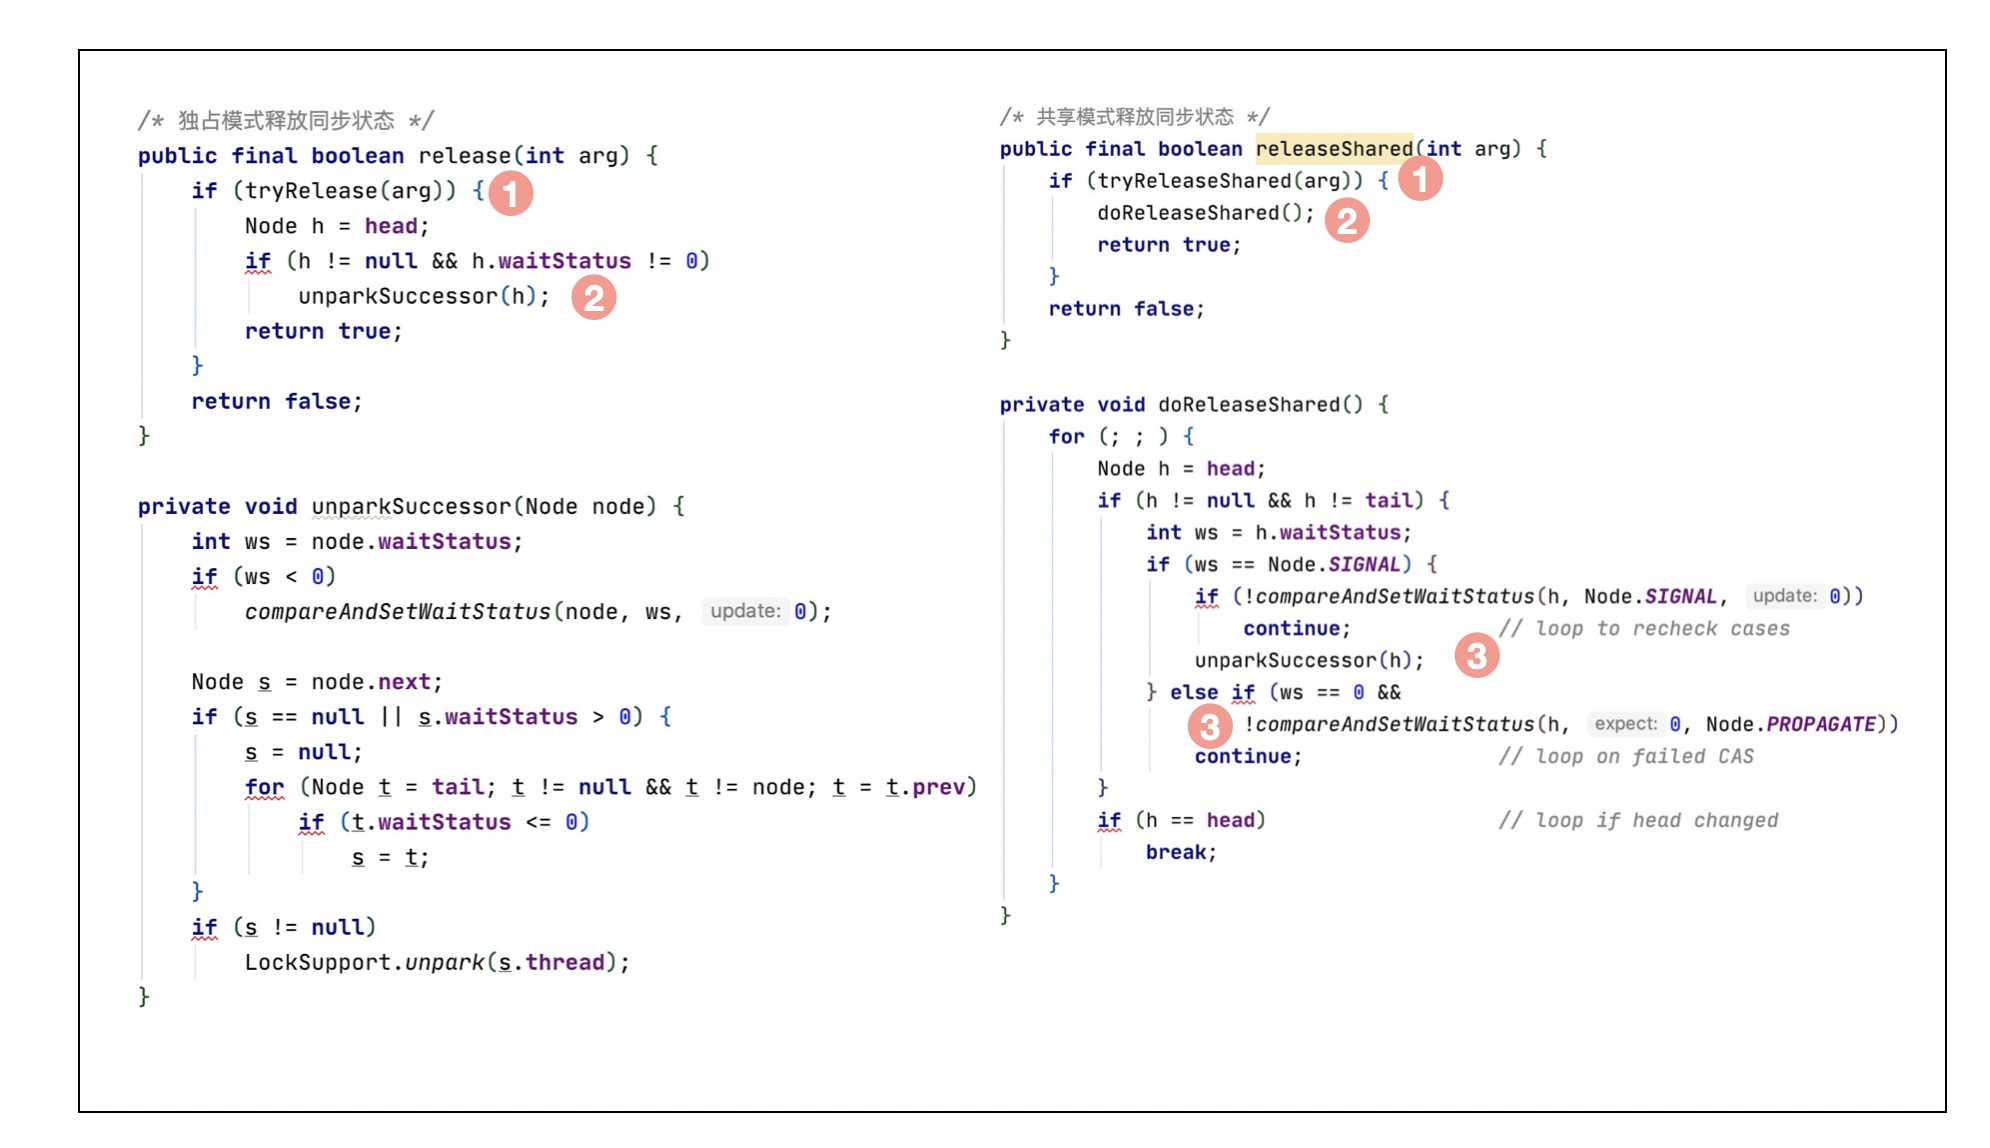 /* 独占模式释放同步状态 */
public final boolean release(int arg) {
if (tryRelease(arg)) { 1
Node h = head;
if (h != null && h.waitStatus != 0)
unparkSuccessor(h); 2
return true;
}
return false;
}
private void unparkSuccessor(Node node) {
int ws = node.waitStatus;
if (ws < 0)
compareAndSetWaitStatus(node, ws, update: 0);
Node s = node.next;
if (s == null || s.waitStatus > 0) {
s = null;
for (Node t = tail; t != null && t != node; t = t.prev)
if (t.waitStatus <= 0)
s = t;
}
if (s != null)
LockSupport.unpark(s.thread);
}
/* 共享模式释放同步状态 */
public final boolean releaseShared(int arg) {
if (tryReleaseShared(arg)) { 1
doReleaseShared(); 2
return true;
}
return false;
}
private void doReleaseShared() {
for (; ; ) {
Node h = head;
if (h != null && h != tail) {
int ws = h.waitStatus;
if (ws == Node.SIGNAL) {
if (!compareAndSetWaitStatus(h, Node.SIGNAL, update: 0))
continue; // loop to recheck cases
unparkSuccessor(h); 3
} else if (ws == 0 &&
3 !compareAndSetWaitStatus(h, expect: 0, Node.PROPAGATE))
continue; // loop on failed CAS
}
if (h == head) // loop if head changed
break;
}
}